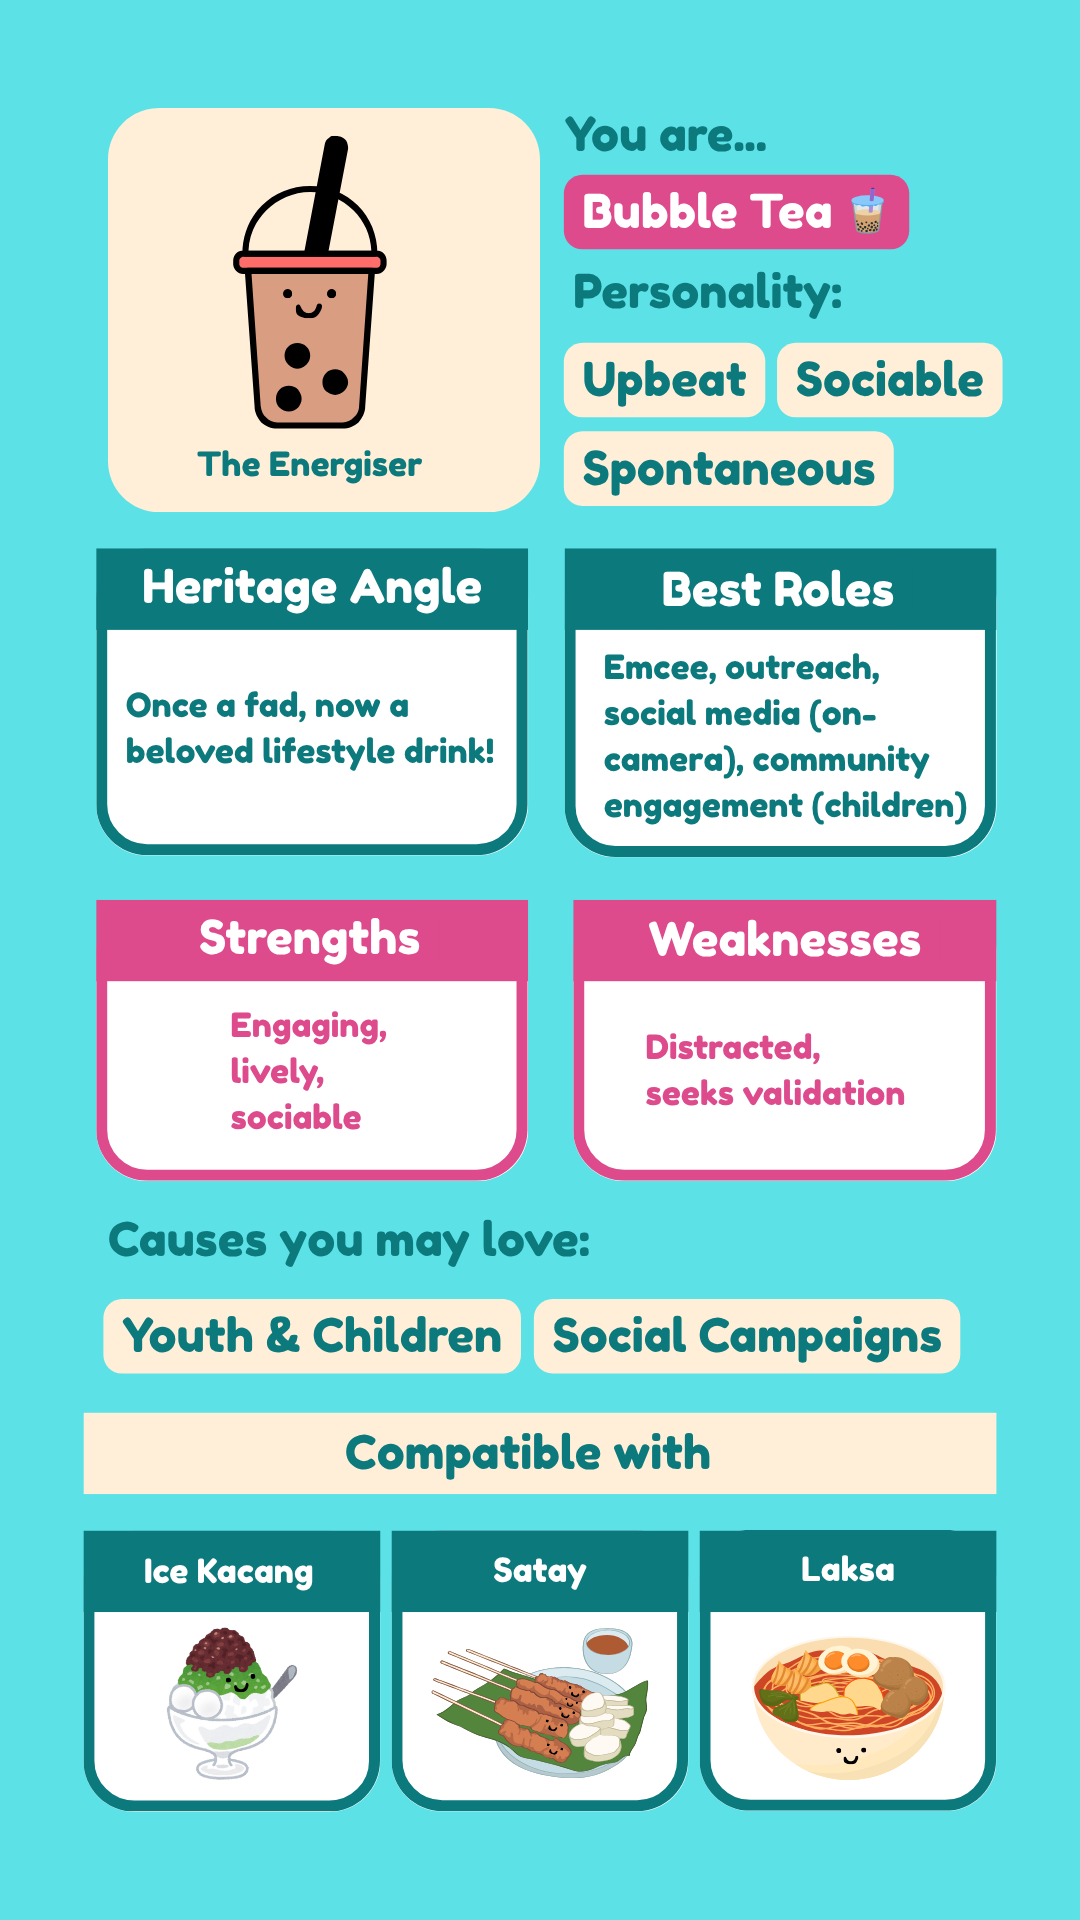 You are...
Bubble Tea
Personality:
Upbeat
Sociable
Spontaneous
The Energiser
Heritage Angle
Once a fad, now a
beloved lifestyle drink!
Best Roles
Emcee, outreach,
social media (on-
camera), community
engagement (children)
Strengths
Engaging,
lively,
sociable
Weaknesses
Distracted,
seeks validation
Causes you may love:
Youth & Children
Social Campaigns
Compatible with
Ice Kacang
Satay
Laksa